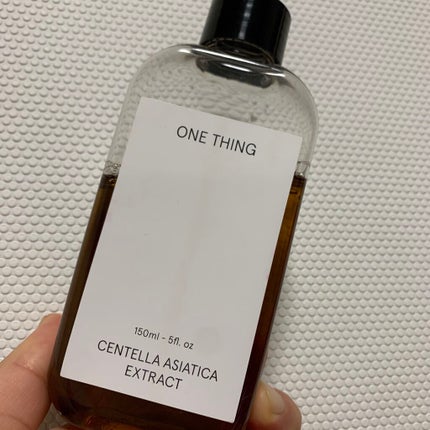 ONE THING
150ml - 5fl. oz
CENTELLA ASIATICA
EXTRACT